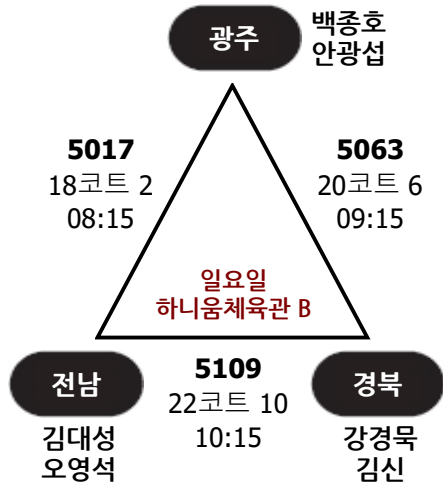 광주
백종호
안광섭
5017
18코트 2
08:15
5063
20코트 6
09:15
일요일
하니움체육관 B
전남
김대성
오영석
5109
22코트 10
10:15
경북
강경묵
김신